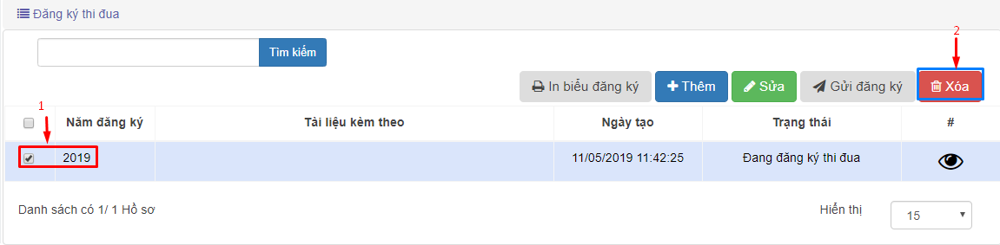 Đăng ký thi đua
2
Tìm kiếm
In biểu đăng ký Thêm Sửa Gửi đăng ký Xóa
1
Năm đăng ký Tài liệu kèm theo Ngày tạo Trạng thái #
2019 11/05/2019 11:42:25 Đang đăng ký thi đua
Danh sách có 1/ 1 Hồ sơ Hiển thị 15